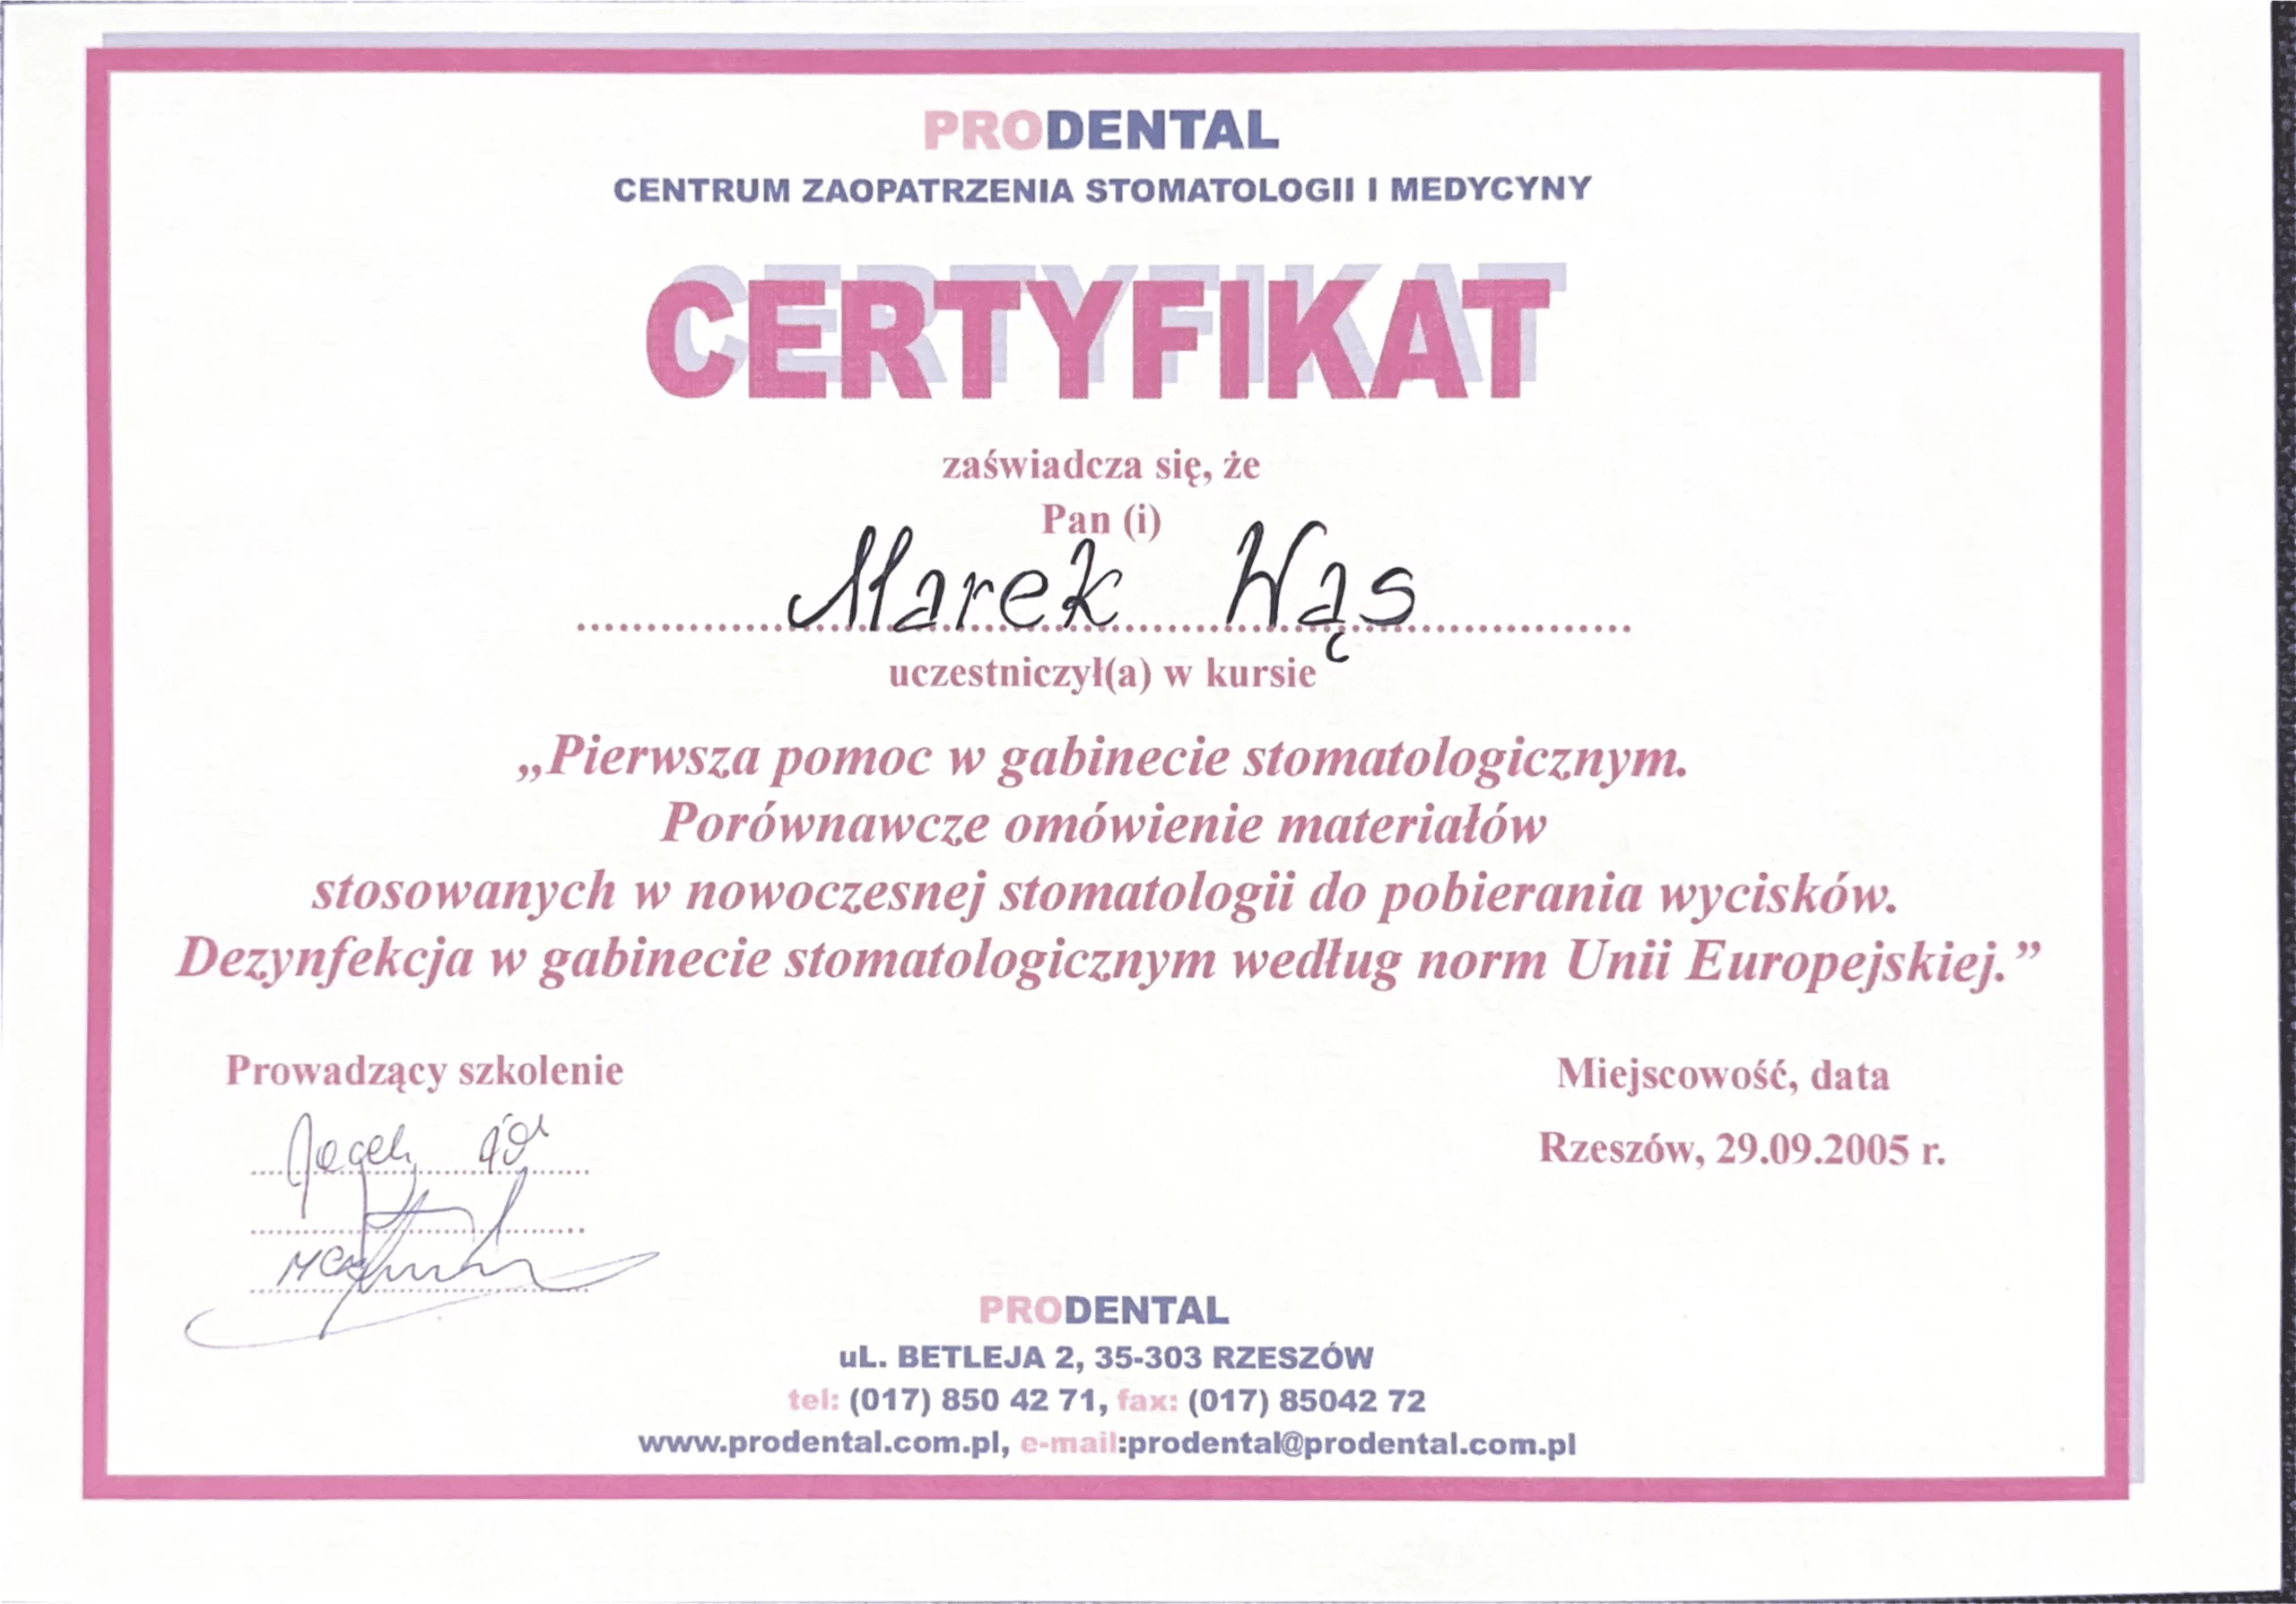 PRODENTAL
CENTRUM ZAOPATRZENIA STOMATOLOGII I MEDYCYNY
CERTYFIKAT
zaświadcza się, że
Pan (i)
Marek Wąs
uczestniczył(a) w kursie
„Pierwsza pomoc w gabinecie stomatologicznym.
Porównawcze omówienie materiałów
stosowanych w nowoczesnej stomatologii do pobierania wycisków.
Dezynfekcja w gabinecie stomatologicznym według norm Unii Europejskiej.”
Prowadzący szkolenie
Jacek
Miejscowość, data
Rzeszów, 29.09.2005 r.
PRODENTAL
uL. BETLEJA 2, 35-303 RZESZÓW
tel: (017) 850 42 71, fax: (017) 85042 72
www.prodental.com.pl, e-mail:prodental@prodental.com.pl